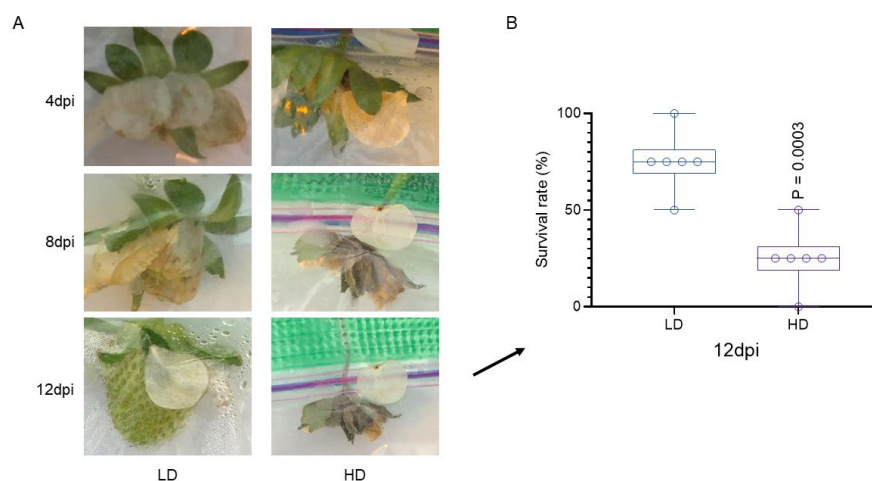 A
4dpi
8dpi
12dpi
LD
HD
B
Survival rate (%)
100
50
0
P = 0.0003
LD
HD
12dpi